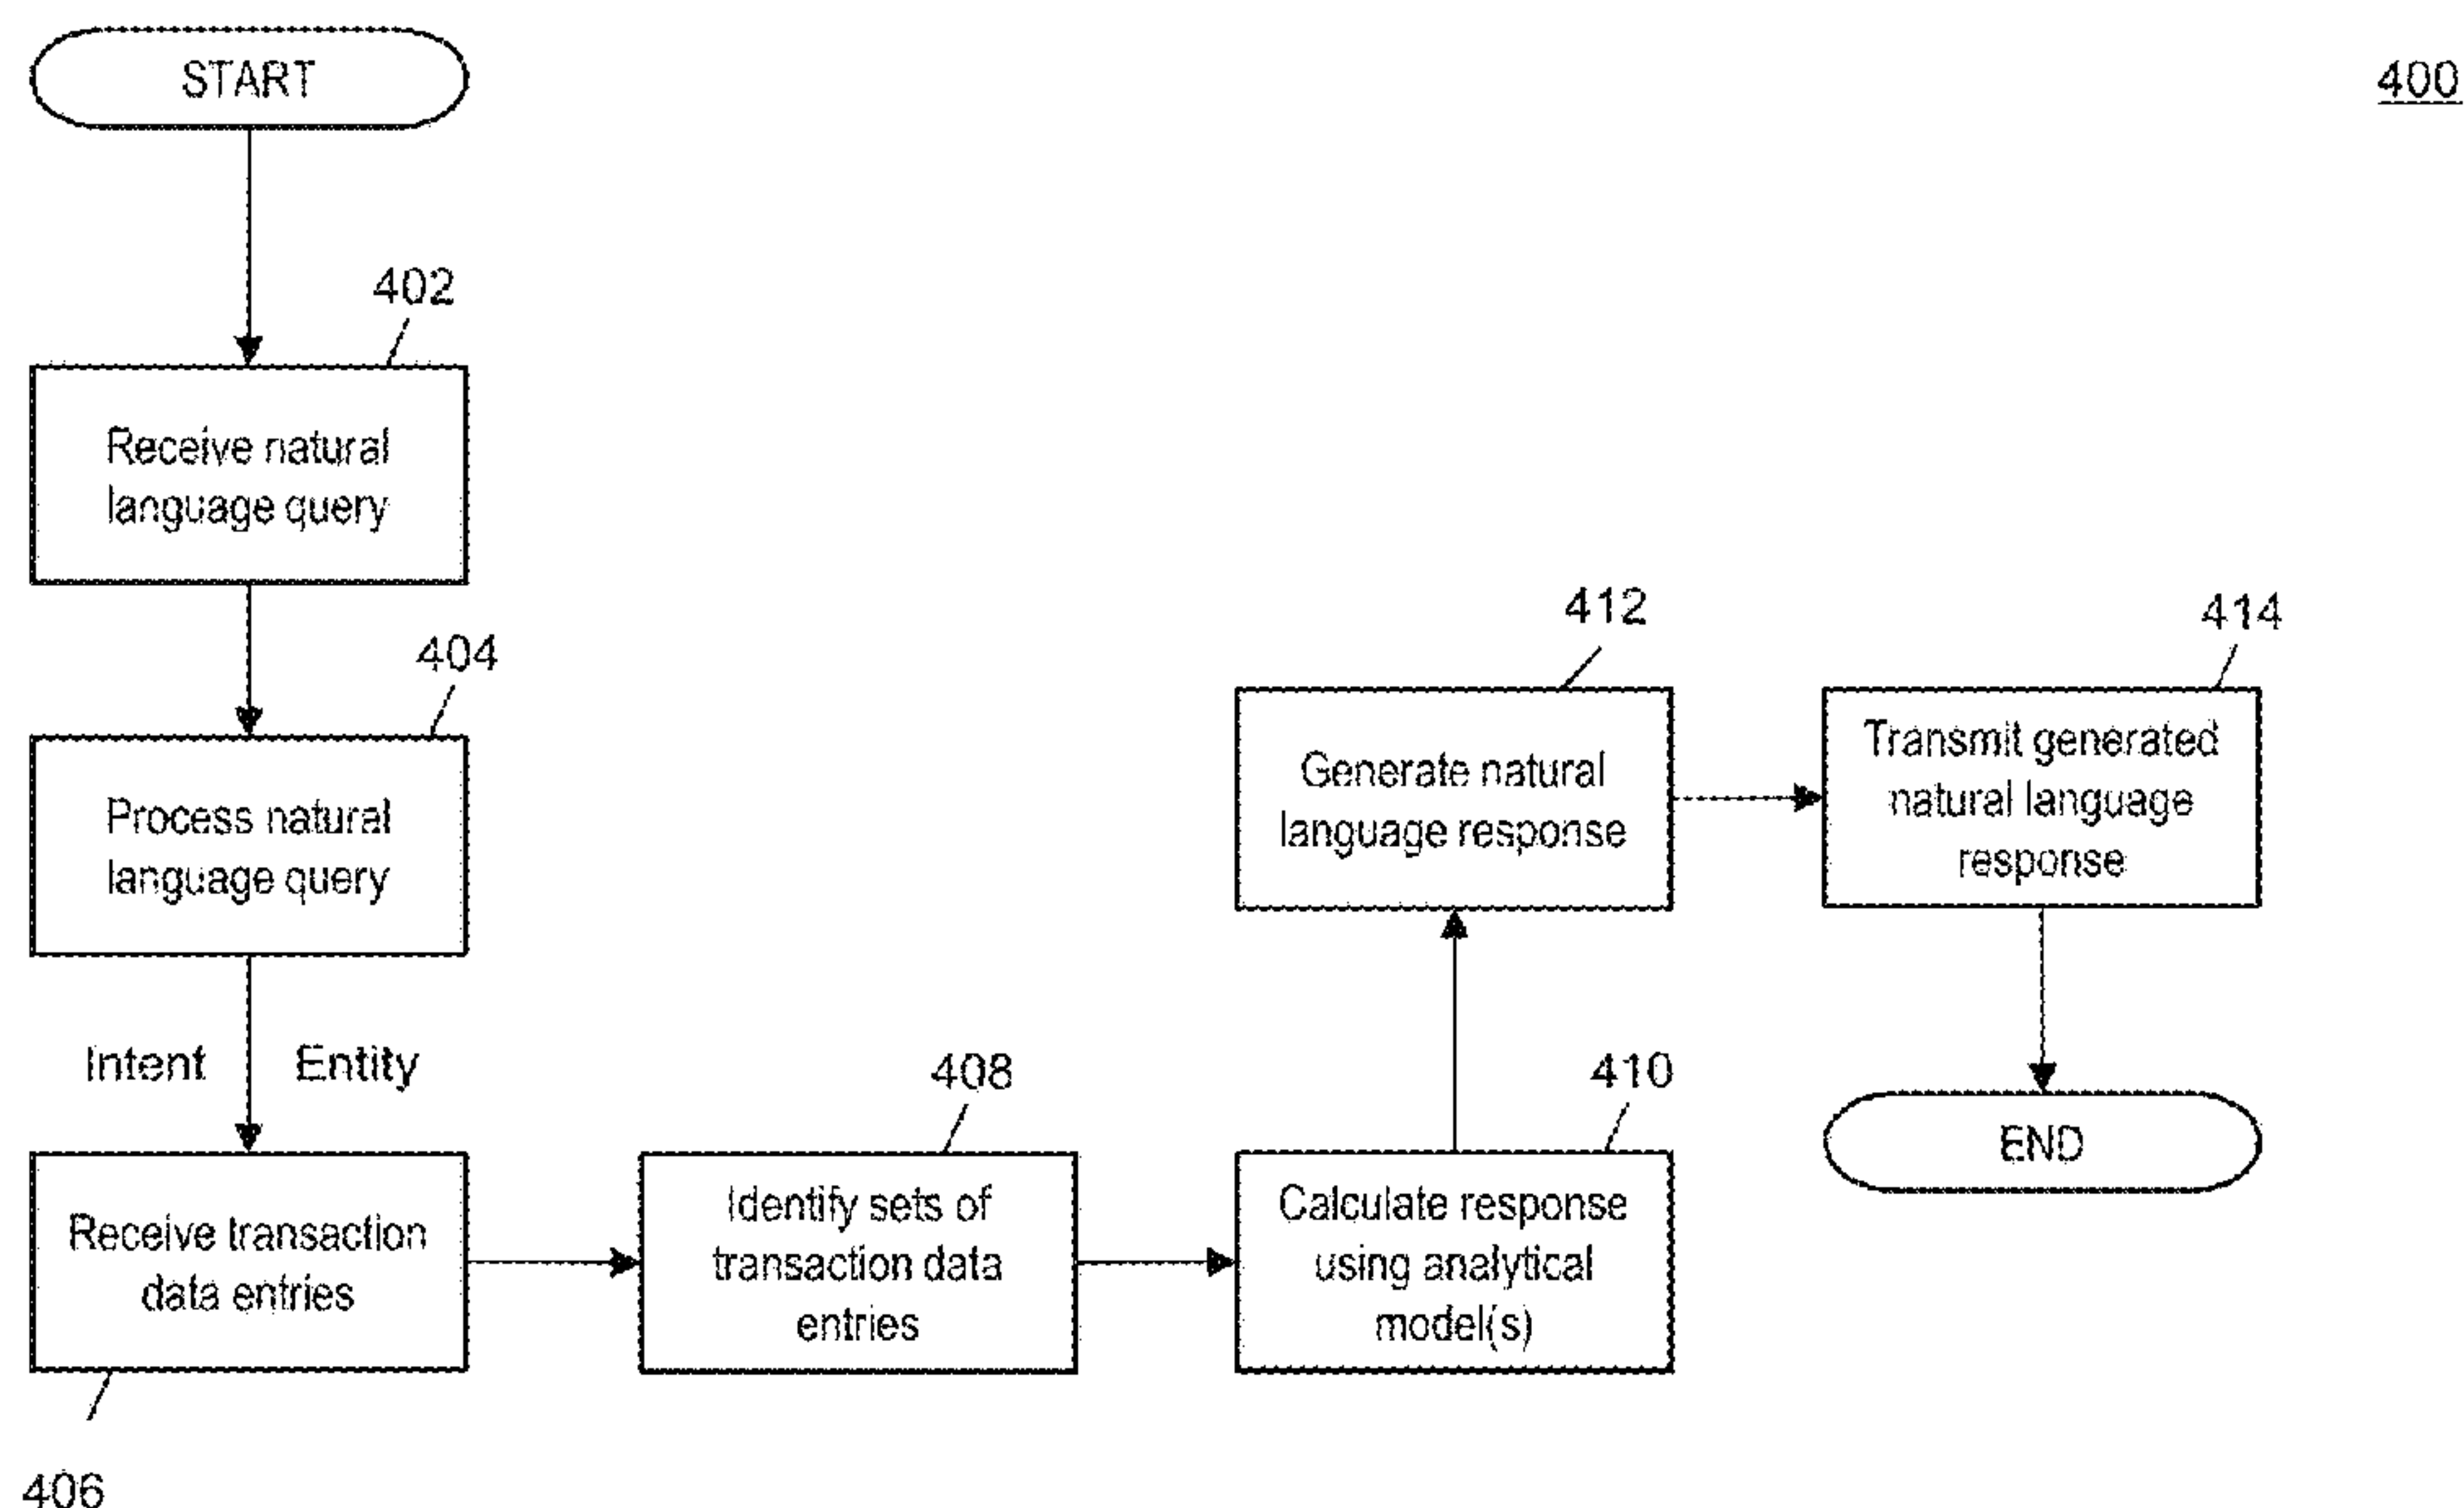 START
400
402
Receive natural
language query
404
Process natural
language query
Intent
Entity
Receive transaction
data entries
406
408
Identify sets of
transaction data
entries
410
Calculate response
using analytical
model(s)
412
Generate natural
language response
414
Transmit generated
natural language
response
END